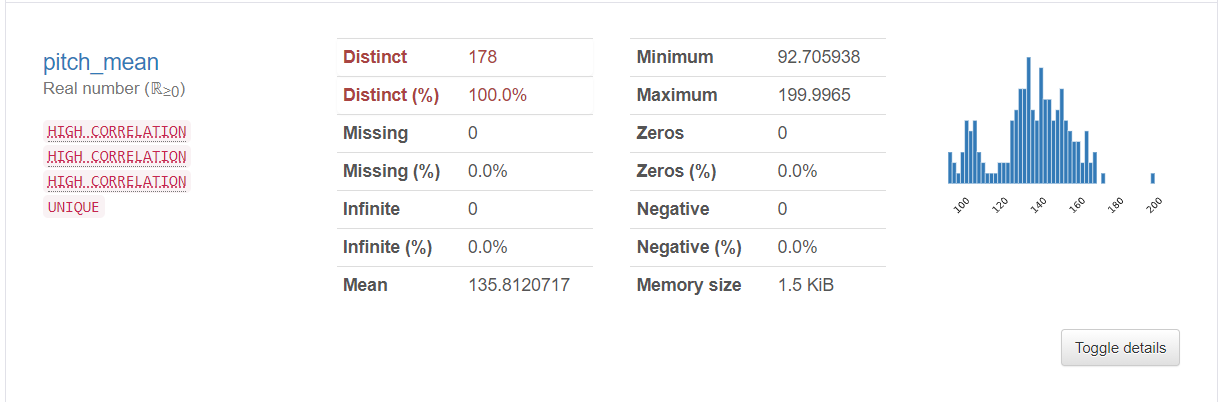 pitch_mean
Real number (ℝ≥0)
HIGH CORRELATION
HIGH CORRELATION
HIGH CORRELATION
UNIQUE
Distinct 178
Distinct (%) 100.0%
Missing 0
Missing (%) 0.0%
Infinite 0
Infinite (%) 0.0%
Mean 135.8120717
Minimum 92.705938
Maximum 199.9965
Zeros 0
Zeros (%) 0.0%
Negative 0
Negative (%) 0.0%
Memory size 1.5 KiB
100 120 140 160 180 200
Toggle details